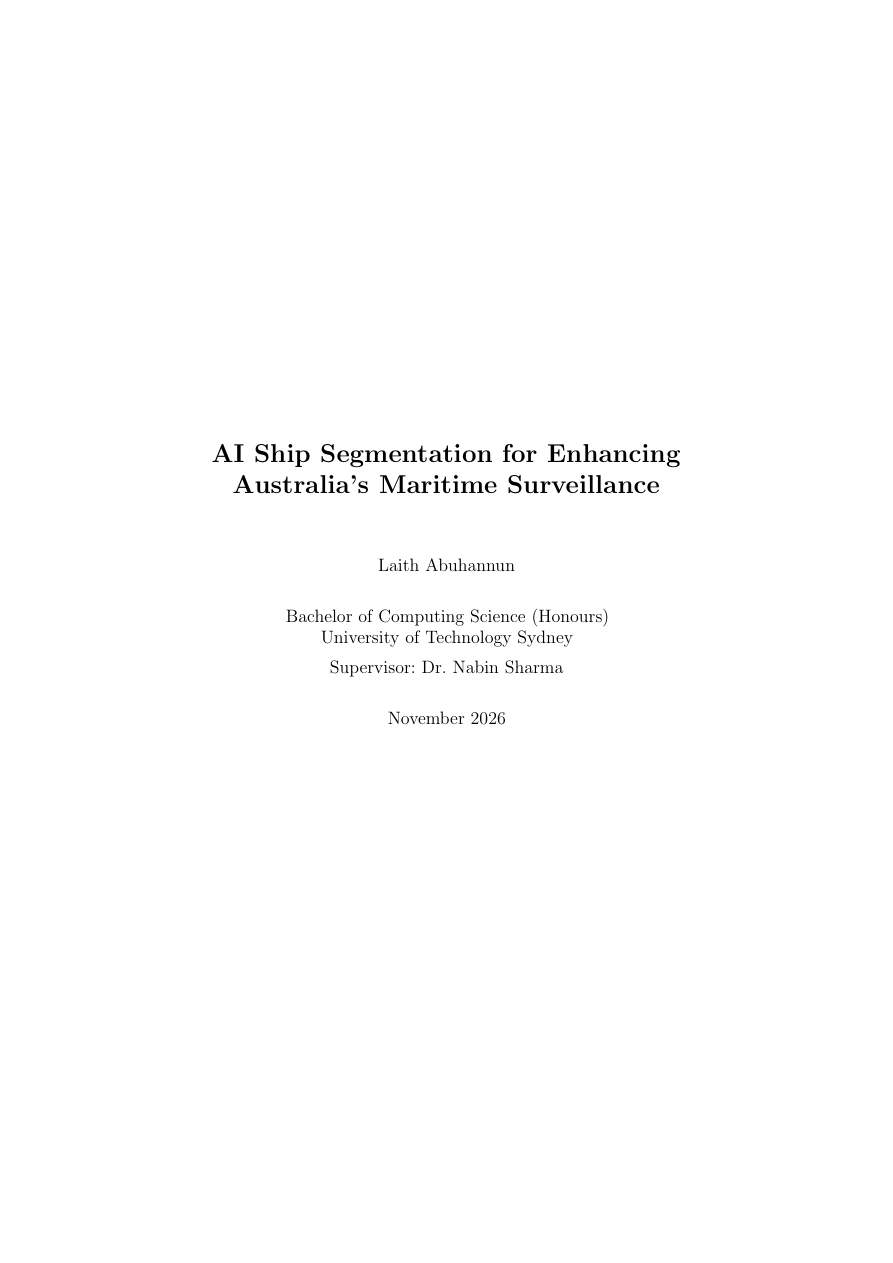 AI Ship Segmentation for Enhancing
Australia's Maritime Surveillance
Laith Abuhannun
Bachelor of Computing Science (Honours)
University of Technology Sydney
Supervisor: Dr. Nabin Sharma
November 2026